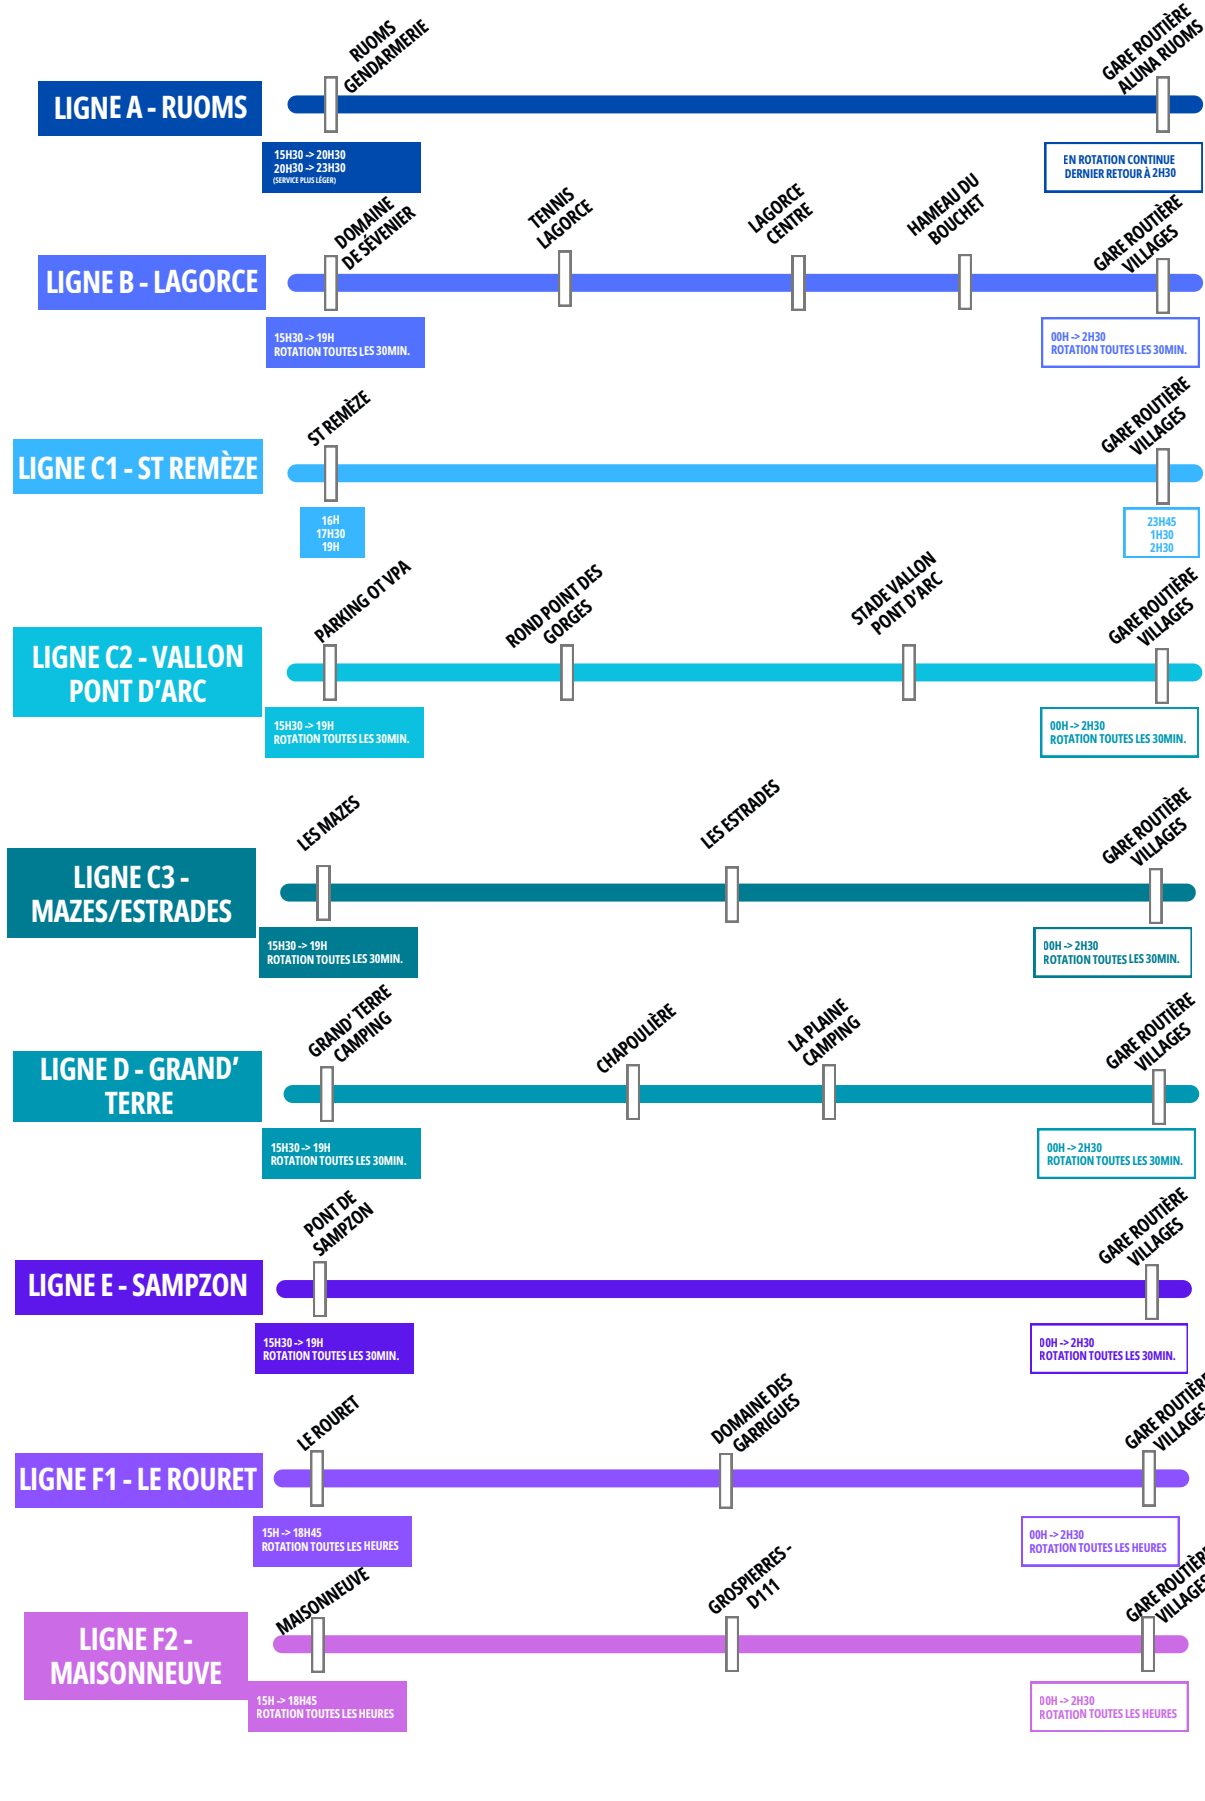 RUOMS
GENDARMERIE
GARE ROUTIÈRE
ALUNA RUOMS
LIGNE A - RUOMS
15H30 -> 20H30
20H30 -> 23H30
(SERVICE PLUS LÉGER)
EN ROTATION CONTINUE
DERNIER RETOUR À 2H30
DOMAINE
DE SÉVENIER
TENNIS
LAGORCE
LAGORCE
CENTRE
HAMEAU DU
BOUCHET
GARE ROUTIÈRE
VILLAGES
LIGNE B - LAGORCE
15H30 -> 19H
ROTATION TOUTES LES 30MIN.
00H -> 2H30
ROTATION TOUTES LES 30MIN.
ST REMÈZE
GARE ROUTIÈRE
VILLAGES
LIGNE C1 - ST REMÈZE
16H
17H30
19H
23H45
1H30
2H30
PARKING OT VPA
ROND POINT DES
GORGES
STADE VALLON
PONT D'ARC
GARE ROUTIÈRE
VILLAGES
LIGNE C2 - VALLON
PONT D'ARC
15H30 -> 19H
ROTATION TOUTES LES 30MIN.
00H -> 2H30
ROTATION TOUTES LES 30MIN.
LES MAZES
LES ESTRADES
GARE ROUTIÈRE
VILLAGES
LIGNE C3 -
MAZES/ESTRADES
15H30 -> 19H
ROTATION TOUTES LES 30MIN.
00H -> 2H30
ROTATION TOUTES LES 30MIN.
GRAND' TERRE
CAMPING
CHAPOULIÈRE
LA PLAINE
CAMPING
GARE ROUTIÈRE
VILLAGES
LIGNE D - GRAND'
TERRE
15H30 -> 19H
ROTATION TOUTES LES 30MIN.
00H -> 2H30
ROTATION TOUTES LES 30MIN.
PONT DE
SAMPZON
GARE ROUTIÈRE
VILLAGES
LIGNE E - SAMPZON
15H30 -> 19H
ROTATION TOUTES LES 30MIN.
00H -> 2H30
ROTATION TOUTES LES 30MIN.
LE ROURET
DOMAINE DES
GARRIGUES
GARE ROUTIÈRE
VILLAGES
LIGNE F1 - LE ROURET
15H -> 18H45
ROTATION TOUTES LES HEURES
00H -> 2H30
ROTATION TOUTES LES HEURES
MAISONNEUVE
GROSPIERRES -
D111
GARE ROUTIÈRE
VILLAGES
LIGNE F2 -
MAISONNEUVE
15H -> 18H45
ROTATION TOUTES LES HEURES
00H -> 2H30
ROTATION TOUTES LES HEURES